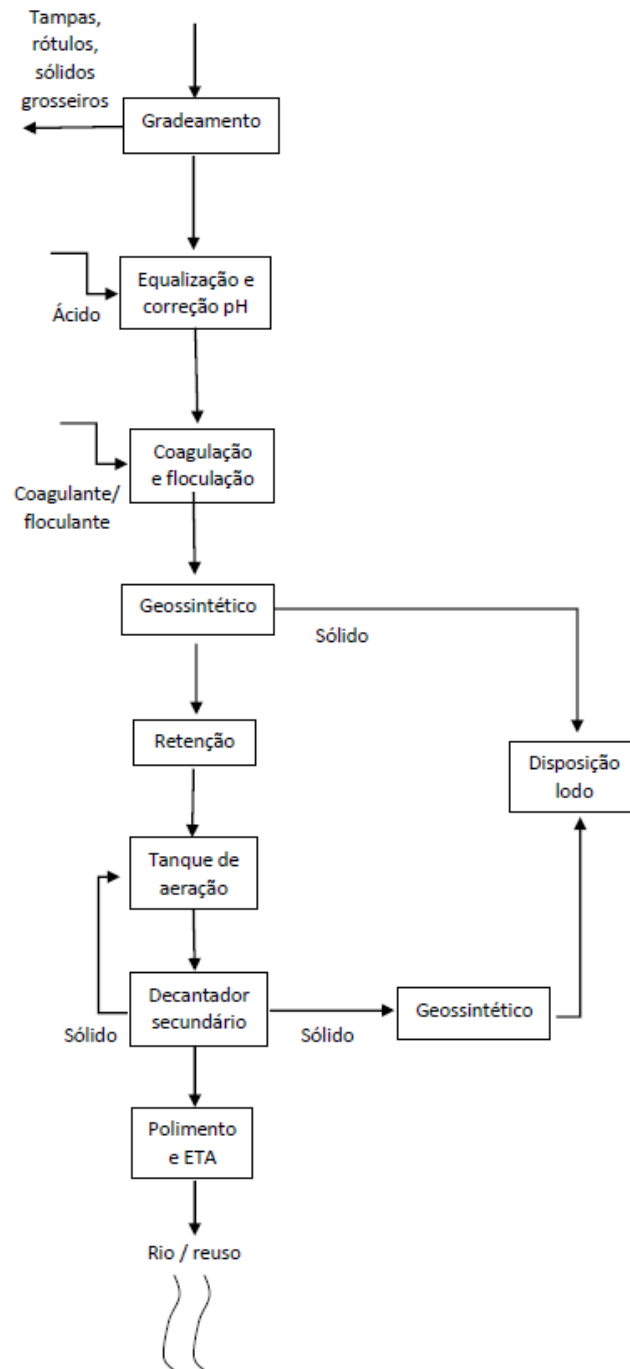 Tampas,
rótulos,
sólidos
grosseiros
Gradeamento
Equalização e
correção pH
Ácido
Coagulação
e floculação
Coagulante/
floculante
Geossintético
Sólido
Retenção
Disposição
lodo
Tanque de
aeração
Decantador
secundário
Geossintético
Sólido
Sólido
Polimento
e ETA
Rio / reuso